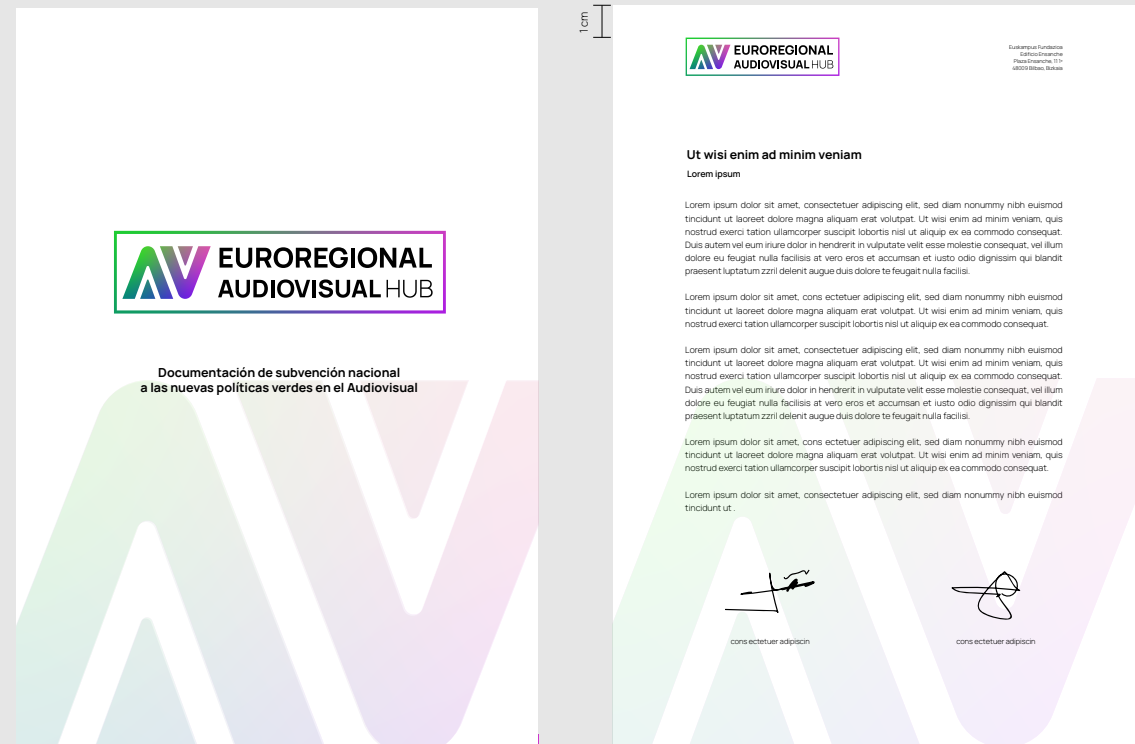 EUROREGIONAL
AUDIOVISUAL HUB
Documentación de subvención nacional
a las nuevas políticas verdes en el Audiovisual
1 cm
EUROREGIONAL
AUDIOVISUAL HUB
Euskampus Fundazioa
Edificio Ensanche
Plaza Ensanche, 11 1º
48009 Bilbao, Bizkaia
Ut wisi enim ad minim veniam
Lorem ipsum
Lorem ipsum dolor sit amet, consectetuer adipiscing elit, sed diam nonummy nibh euismod
tincidunt ut laoreet dolore magna aliquam erat volutpat. Ut wisi enim ad minim veniam, quis
nostrud exerci tation ullamcorper suscipit lobortis nisl ut aliquip ex ea commodo consequat.
Duis autem vel eum iriure dolor in hendrerit in vulputate velit esse molestie consequat, vel illum
dolore eu feugiat nulla facilisis at vero eros et accumsan et iusto odio dignissim qui blandit
praesent luptatum zzril delenit augue duis dolore te feugait nulla facilisi.
Lorem ipsum dolor sit amet, cons ectetuer adipiscing elit, sed diam nonummy nibh euismod
tincidunt ut laoreet dolore magna aliquam erat volutpat. Ut wisi enim ad minim veniam, quis
nostrud exerci tation ullamcorper suscipit lobortis nisl ut aliquip ex ea commodo consequat.
Lorem ipsum dolor sit amet, consectetuer adipiscing elit, sed diam nonummy nibh euismod
tincidunt ut laoreet dolore magna aliquam erat volutpat. Ut wisi enim ad minim veniam, quis
nostrud exerci tation ullamcorper suscipit lobortis nisl ut aliquip ex ea commodo consequat.
Duis autem vel eum iriure dolor in hendrerit in vulputate velit esse molestie consequat, vel illum
dolore eu feugiat nulla facilisis at vero eros et accumsan et iusto odio dignissim qui blandit
praesent luptatum zzril delenit augue duis dolore te feugait nulla facilisi.
Lorem ipsum dolor sit amet, cons ectetuer adipiscing elit, sed diam nonummy nibh euismod
tincidunt ut laoreet dolore magna aliquam erat volutpat. Ut wisi enim ad minim veniam, quis
nostrud exerci tation ullamcorper suscipit lobortis nisl ut aliquip ex ea commodo consequat.
Lorem ipsum dolor sit amet, consectetuer adipiscing elit, sed diam nonummy nibh euismod
tincidunt ut .
cons ectetuer adipiscin
cons ectetuer adipiscin